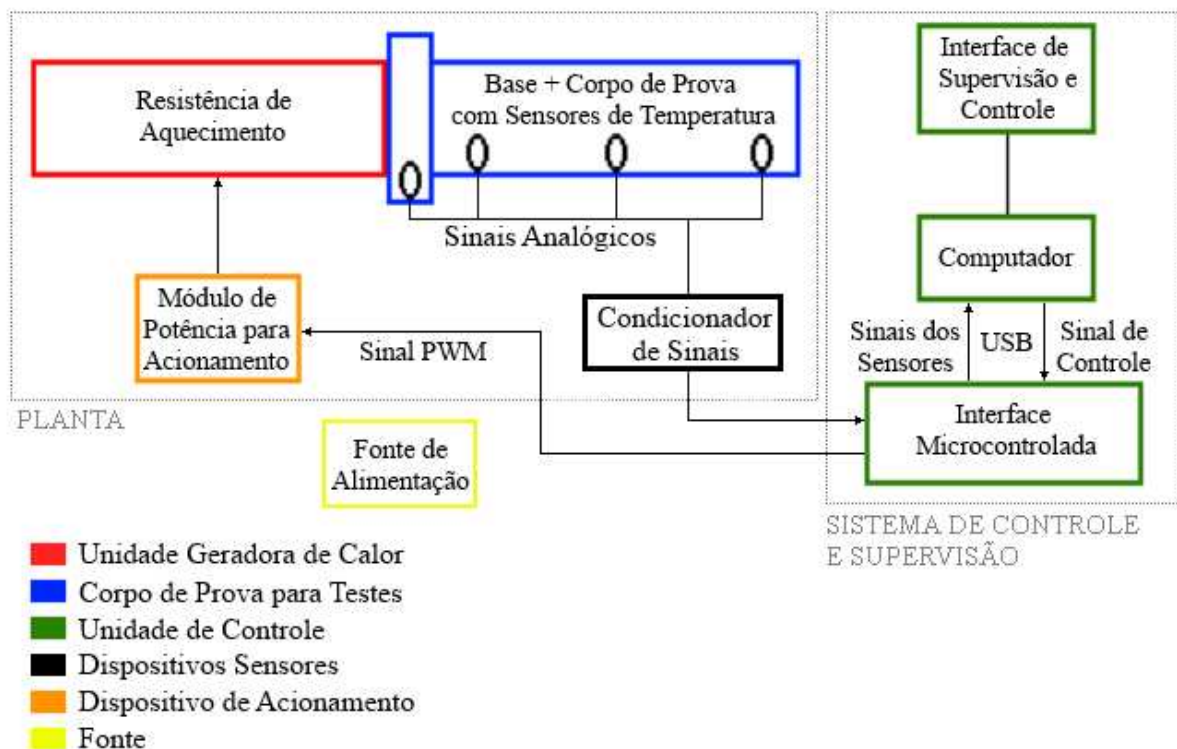 Resistência de
Aquecimento
Base + Corpo de Prova
com Sensores de Temperatura
Sinais Analógicos
Módulo de
Potência para
Acionamento
Sinal PWM
Condicionador
de Sinais
PLANTA
Fonte de
Alimentação
Interface de
Supervisão e
Controle
Computador
Sinais dos
Sensores
USB
Sinal de
Controle
Interface
Microcontrolada
SISTEMA DE CONTROLE
E SUPERVISÃO
Unidade Geradora de Calor
Corpo de Prova para Testes
Unidade de Controle
Dispositivos Sensores
Dispositivo de Acionamento
Fonte